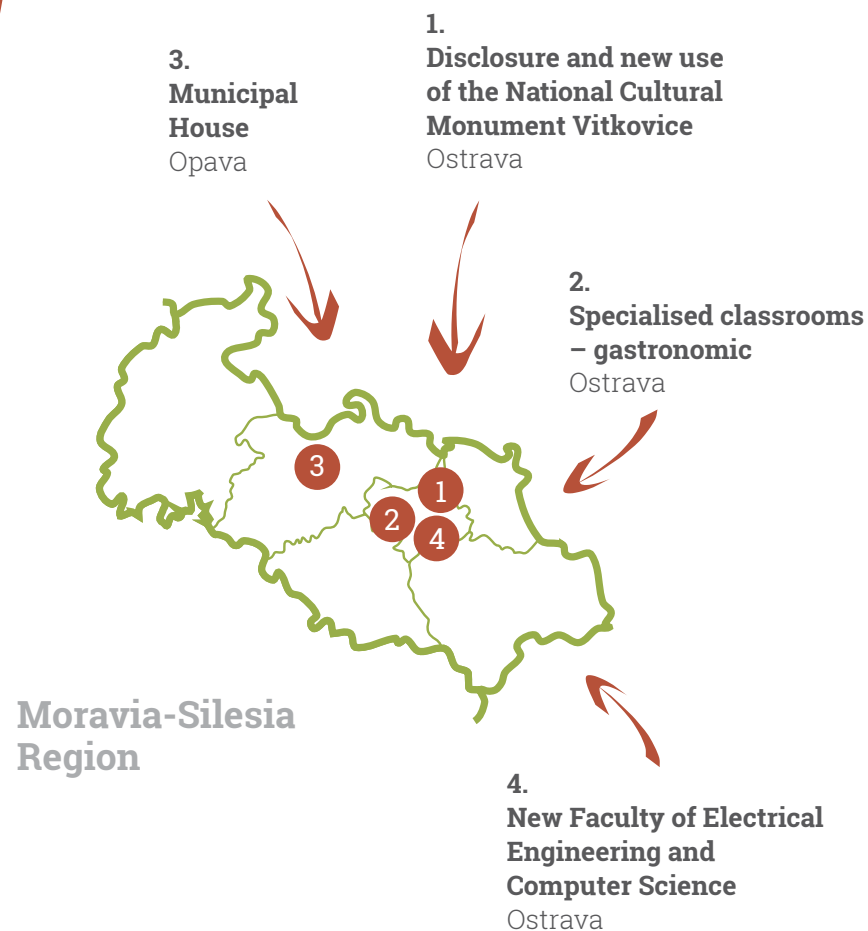 1.
Disclosure and new use
of the National Cultural
Monument Vitkovice
Ostrava
3.
Municipal
House
Opava
2.
Specialised classrooms
– gastronomic
Ostrava
3
1
2
4
Moravia-Silesia
Region
4.
New Faculty of Electrical
Engineering and
Computer Science
Ostrava